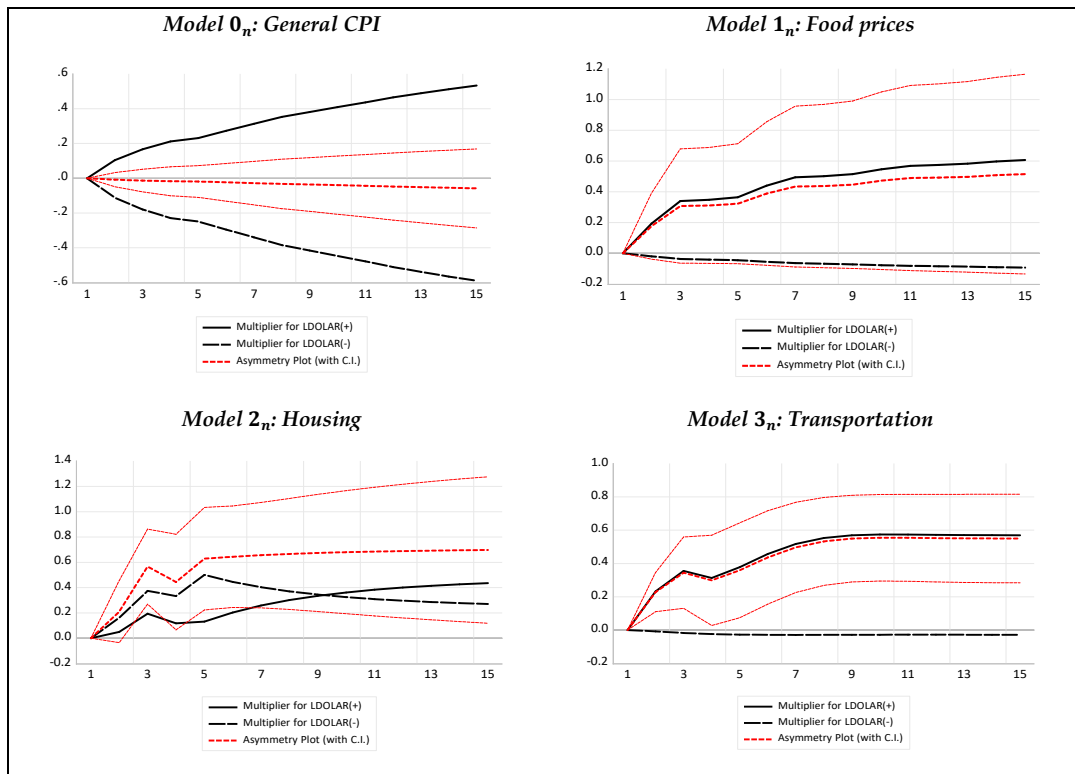 Model 0n: General CPI
.6
.4
.2
.0
-.2
-.4
-.6
1 3 5 7 9 11 13 15
Multiplier for LDOLAR(+)
Multiplier for LDOLAR(-)
Asymmetry Plot (with C.I.)
Model 1n: Food prices
1.2
1.0
0.8
0.6
0.4
0.2
0.0
-0.2
1 3 5 7 9 11 13 15
Multiplier for LDOLAR(+)
Multiplier for LDOLAR(-)
Asymmetry Plot (with C.I.)
Model 2n: Housing
1.4
1.2
1.0
0.8
0.6
0.4
0.2
0.0
-0.2
1 3 5 7 9 11 13 15
Multiplier for LDOLAR(+)
Multiplier for LDOLAR(-)
Asymmetry Plot (with C.I.)
Model 3n: Transportation
1.0
0.8
0.6
0.4
0.2
0.0
-0.2
1 3 5 7 9 11 13 15
Multiplier for LDOLAR(+)
Multiplier for LDOLAR(-)
Asymmetry Plot (with C.I.)